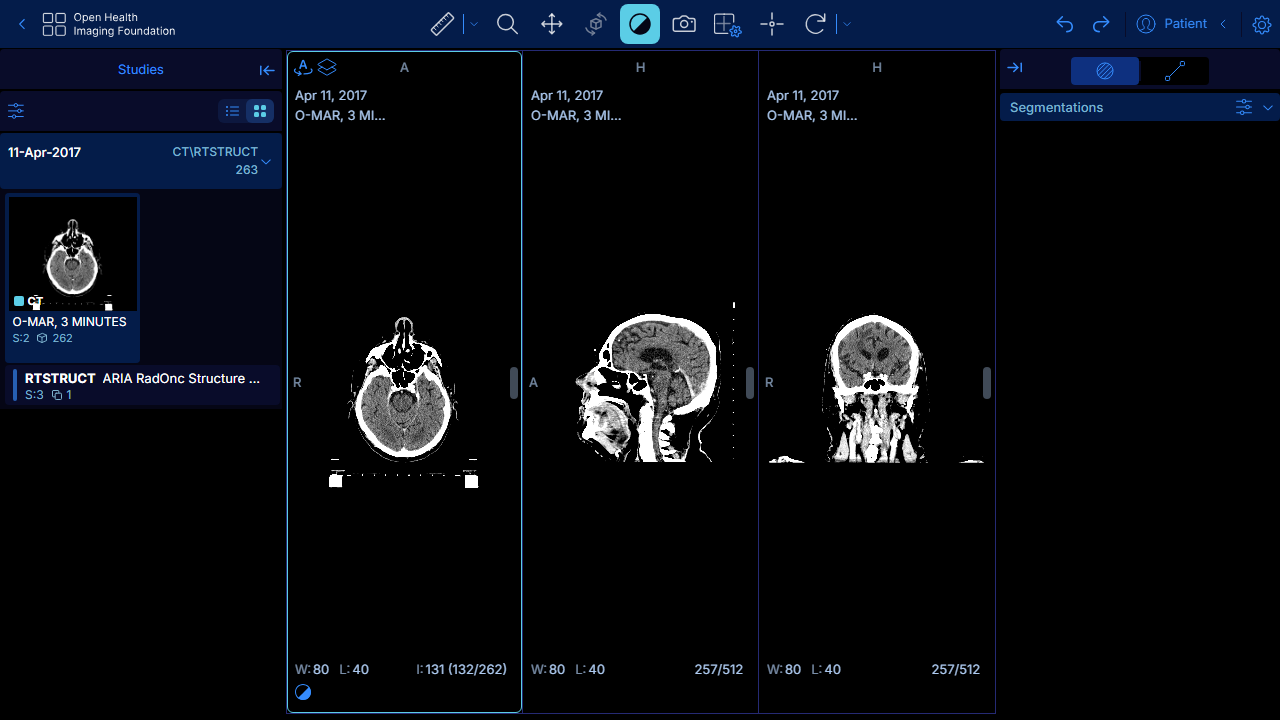 Open Health
Imaging Foundation
Patient
Studies
11-Apr-2017
CT\RTSTRUCT
263
CT
O-MAR, 3 MINUTES
S:2 262
RTSTRUCT ARIA RadOnc Structure ...
S:3 1
A
A
Apr 11, 2017
O-MAR, 3 MI...
R
W: 80 L: 40 I: 131 (132/262)
H
Apr 11, 2017
O-MAR, 3 MI...
A
W: 80 L: 40 257/512
H
Apr 11, 2017
O-MAR, 3 MI...
R
W: 80 L: 40 257/512
Segmentations